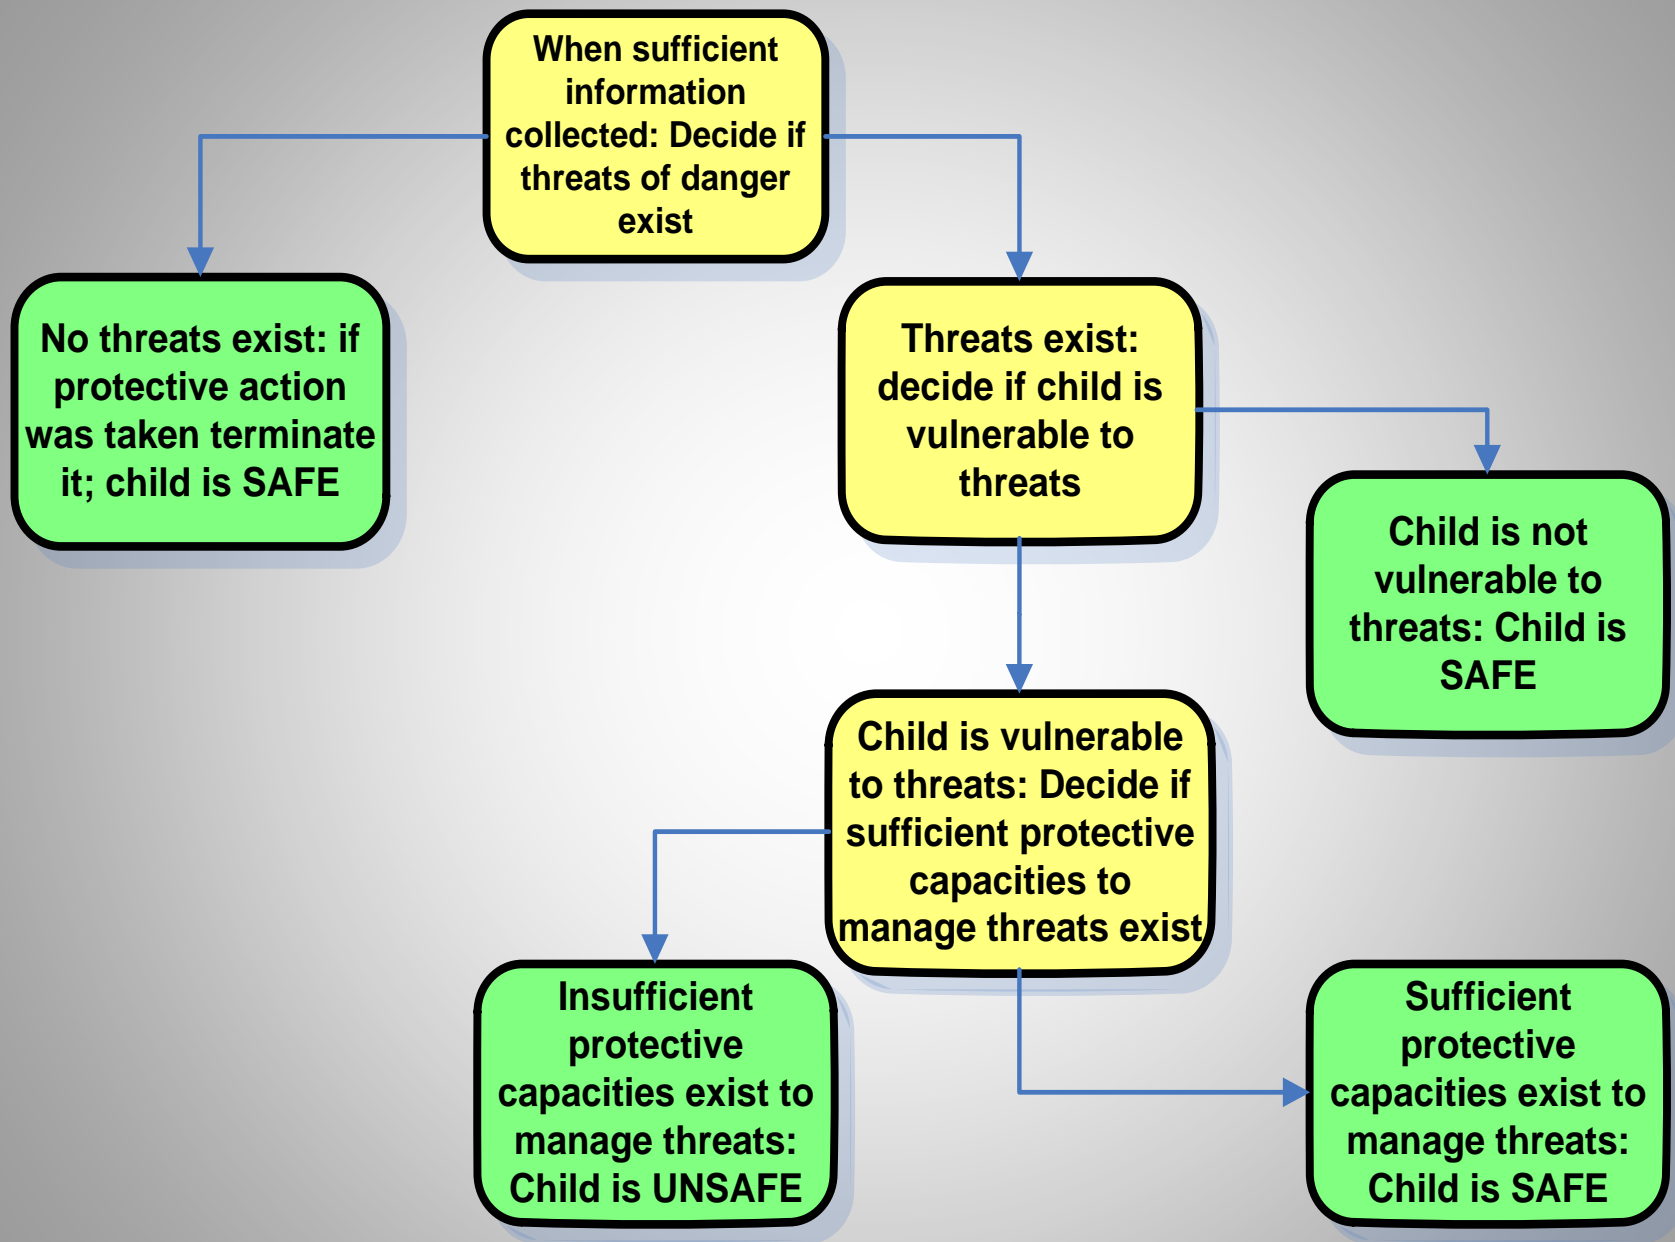 When sufficient
information
collected: Decide if
threats of danger
exist
No threats exist: if
protective action
was taken terminate
it; child is SAFE
Threats exist:
decide if child is
vulnerable to
threats
Child is not
vulnerable to
threats: Child is
SAFE
Child is vulnerable
to threats: Decide if
sufficient protective
capacities to
manage threats exist
Insufficient
protective
capacities exist to
manage threats:
Child is UNSAFE
Sufficient
protective
capacities exist to
manage threats:
Child is SAFE